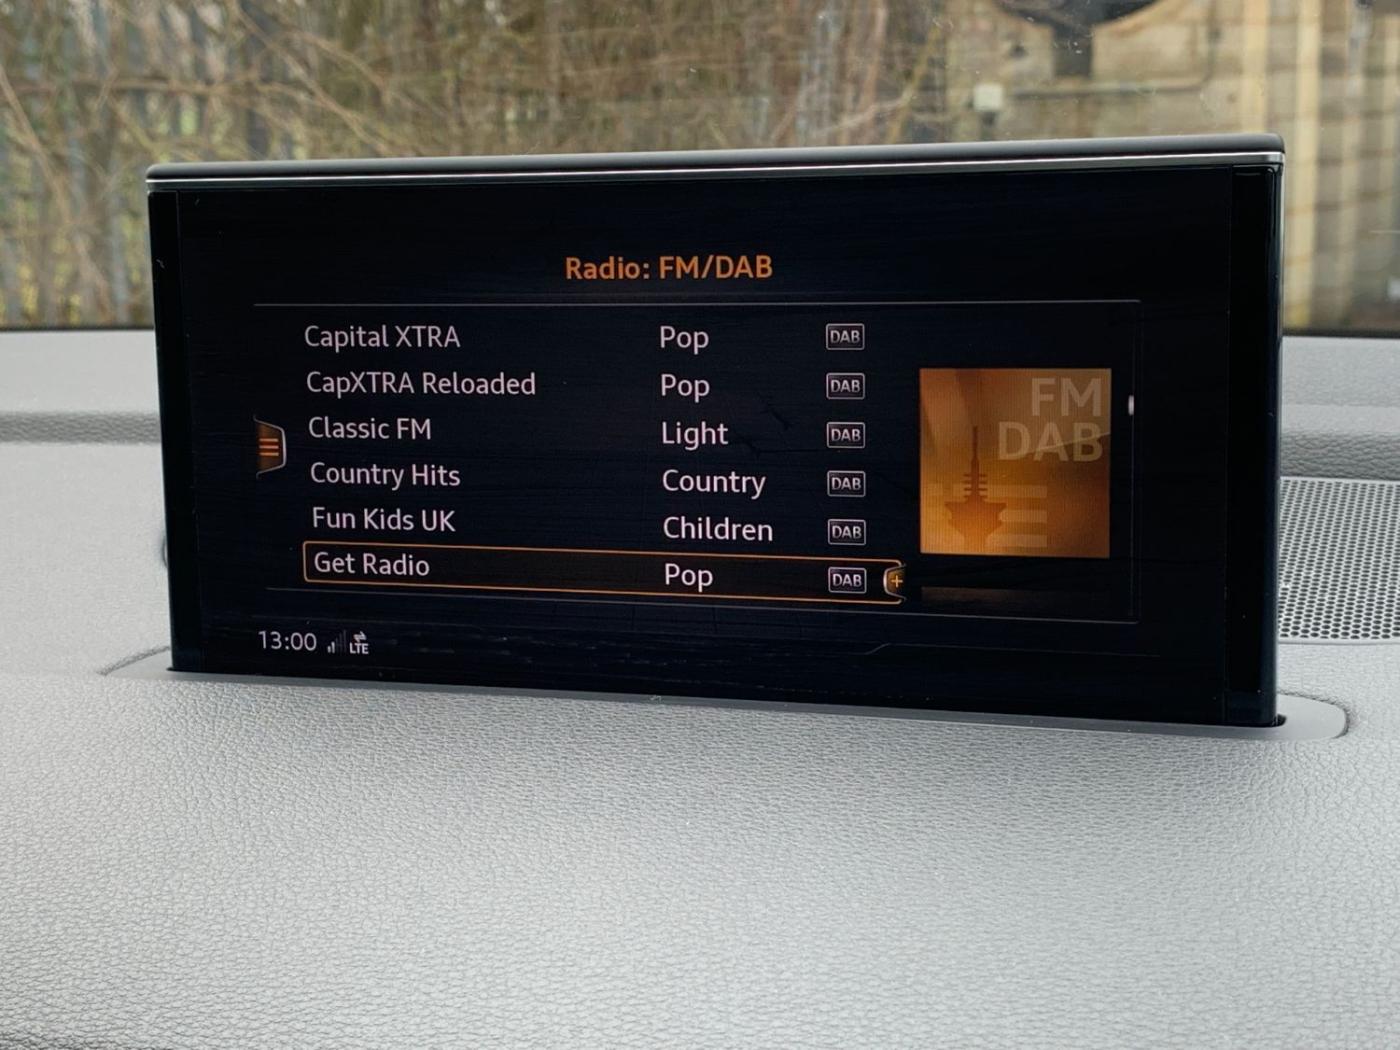 Radio: FM/DAB
Capital XTRA Pop DAB
CapXTRA Reloaded Pop DAB
Classic FM Light DAB
Country Hits Country DAB
Fun Kids UK Children DAB
Get Radio Pop DAB +
FM
DAB
13:00 LTE